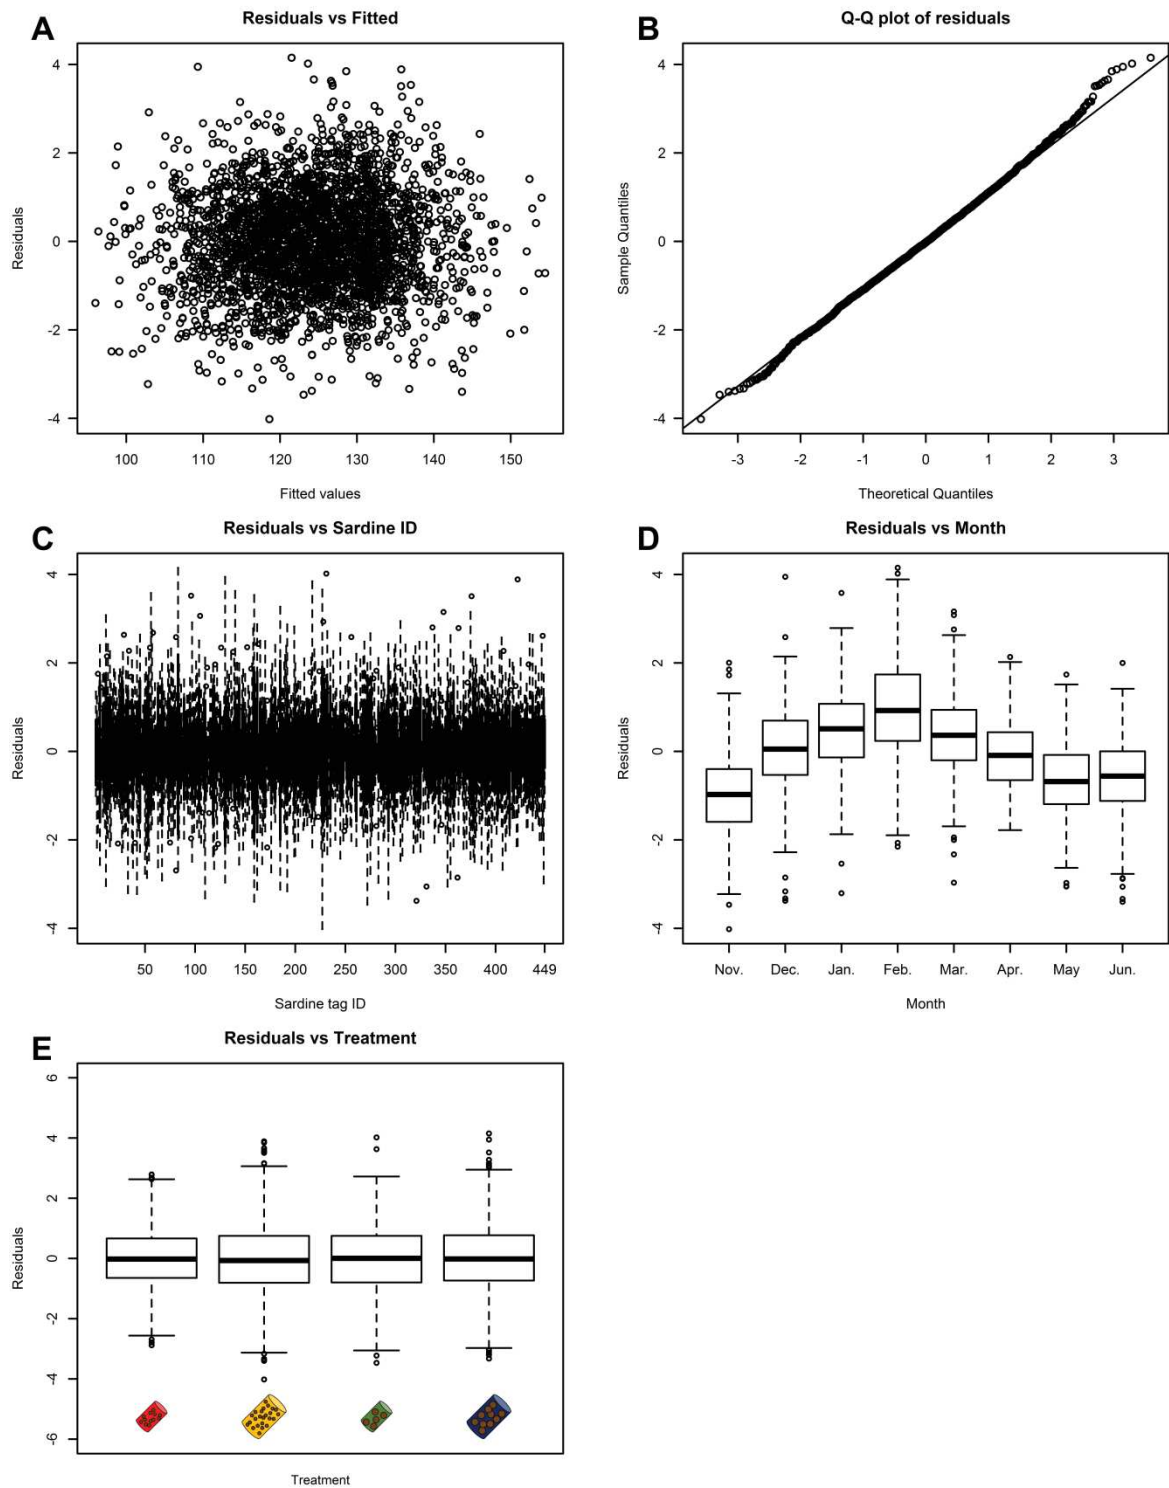 A
Residuals vs Fitted
Residuals
4
2
0
-2
-4
100 110 120 130 140 150
Fitted values
B
Q-Q plot of residuals
Sample Quantiles
4
2
0
-2
-4
-3 -2 -1 0 1 2 3
Theoretical Quantiles
C
Residuals vs Sardine ID
Residuals
4
2
0
-2
-4
50 100 150 200 250 300 350 400 449
Sardine tag ID
D
Residuals vs Month
Residuals
4
2
0
-2
-4
Nov. Dec. Jan. Feb. Mar. Apr. May Jun.
Month
E
Residuals vs Treatment
Residuals
6
4
2
0
-2
-4
-6
Treatment